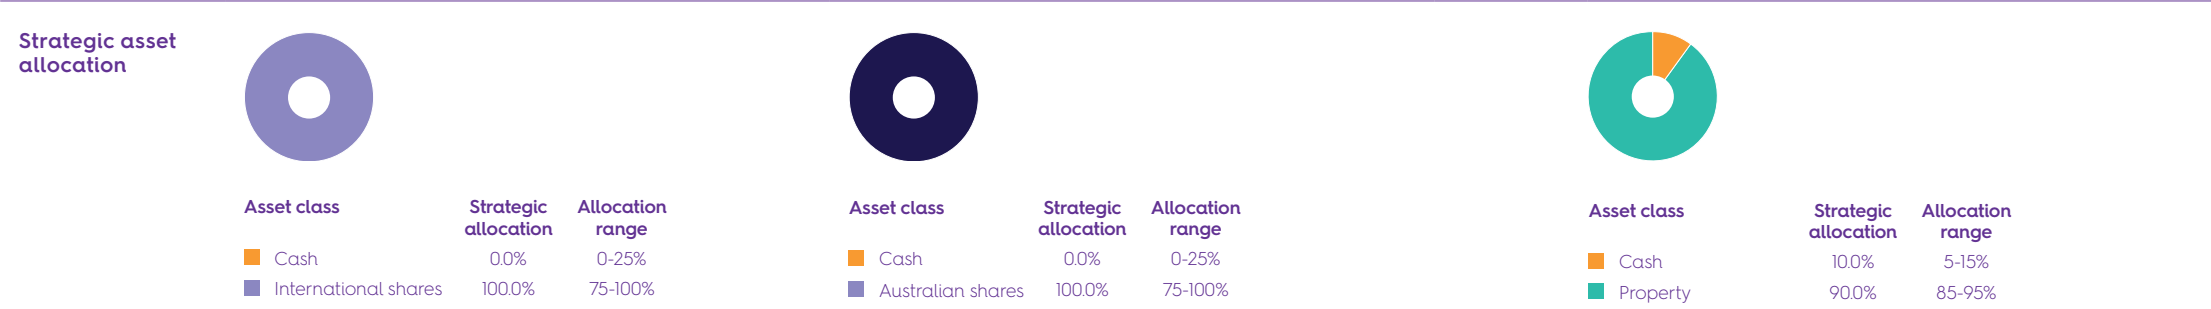 Strategic asset
allocation
Asset class Strategic allocation Allocation range
Cash 0.0% 0-25%
International shares 100.0% 75-100%
Asset class Strategic allocation Allocation range
Cash 0.0% 0-25%
Australian shares 100.0% 75-100%
Asset class Strategic allocation Allocation range
Cash 10.0% 5-15%
Property 90.0% 85-95%